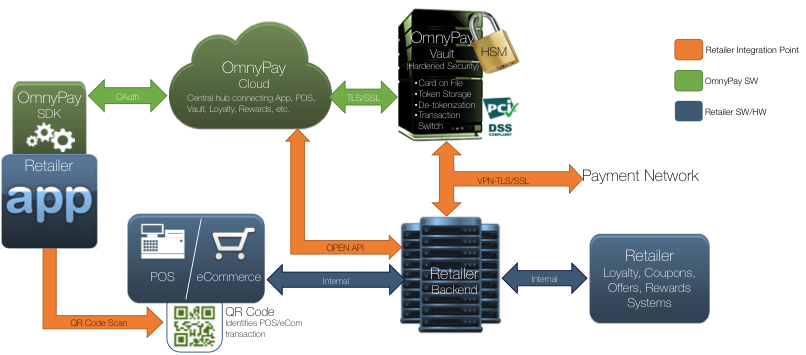 OmnyPay
Vault
(Hardened Security)
HSM
•Card on File
•Token Storage
•De-tokenization
•Transaction
Switch
PCI
DSS
COMPLIANT
Retailer Integration Point
OmnyPay SW
Retailer SW/HW
OmnyPay
Cloud
Central hub connecting App, POS,
Vault, Loyalty, Rewards, etc.
OmnyPay
SDK
OAuth
TLS/SSL
Retailer
app
VPN-TLS/SSL
Payment Network
OPEN API
POS
eCommerce
Internal
Retailer
Backend
Internal
Retailer
Loyalty, Coupons,
Offers, Rewards
Systems
QR Code Scan
QR Code
Identifies POS/eCom
transaction